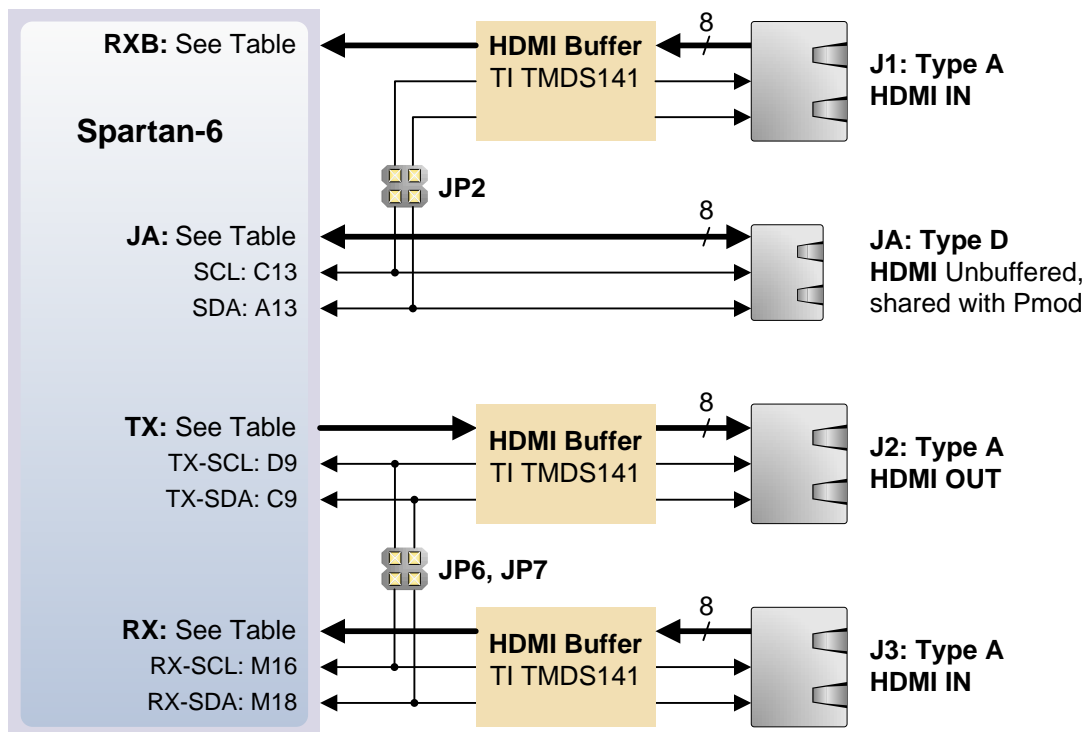 RXB: See Table
HDMI Buffer
TI TMDS141
8
J1: Type A
HDMI IN
Spartan-6
JP2
JA: See Table
SCL: C13
SDA: A13
8
JA: Type D
HDMI Unbuffered,
shared with Pmod
TX: See Table
TX-SCL: D9
TX-SDA: C9
HDMI Buffer
TI TMDS141
8
J2: Type A
HDMI OUT
JP6, JP7
RX: See Table
RX-SCL: M16
RX-SDA: M18
HDMI Buffer
TI TMDS141
8
J3: Type A
HDMI IN